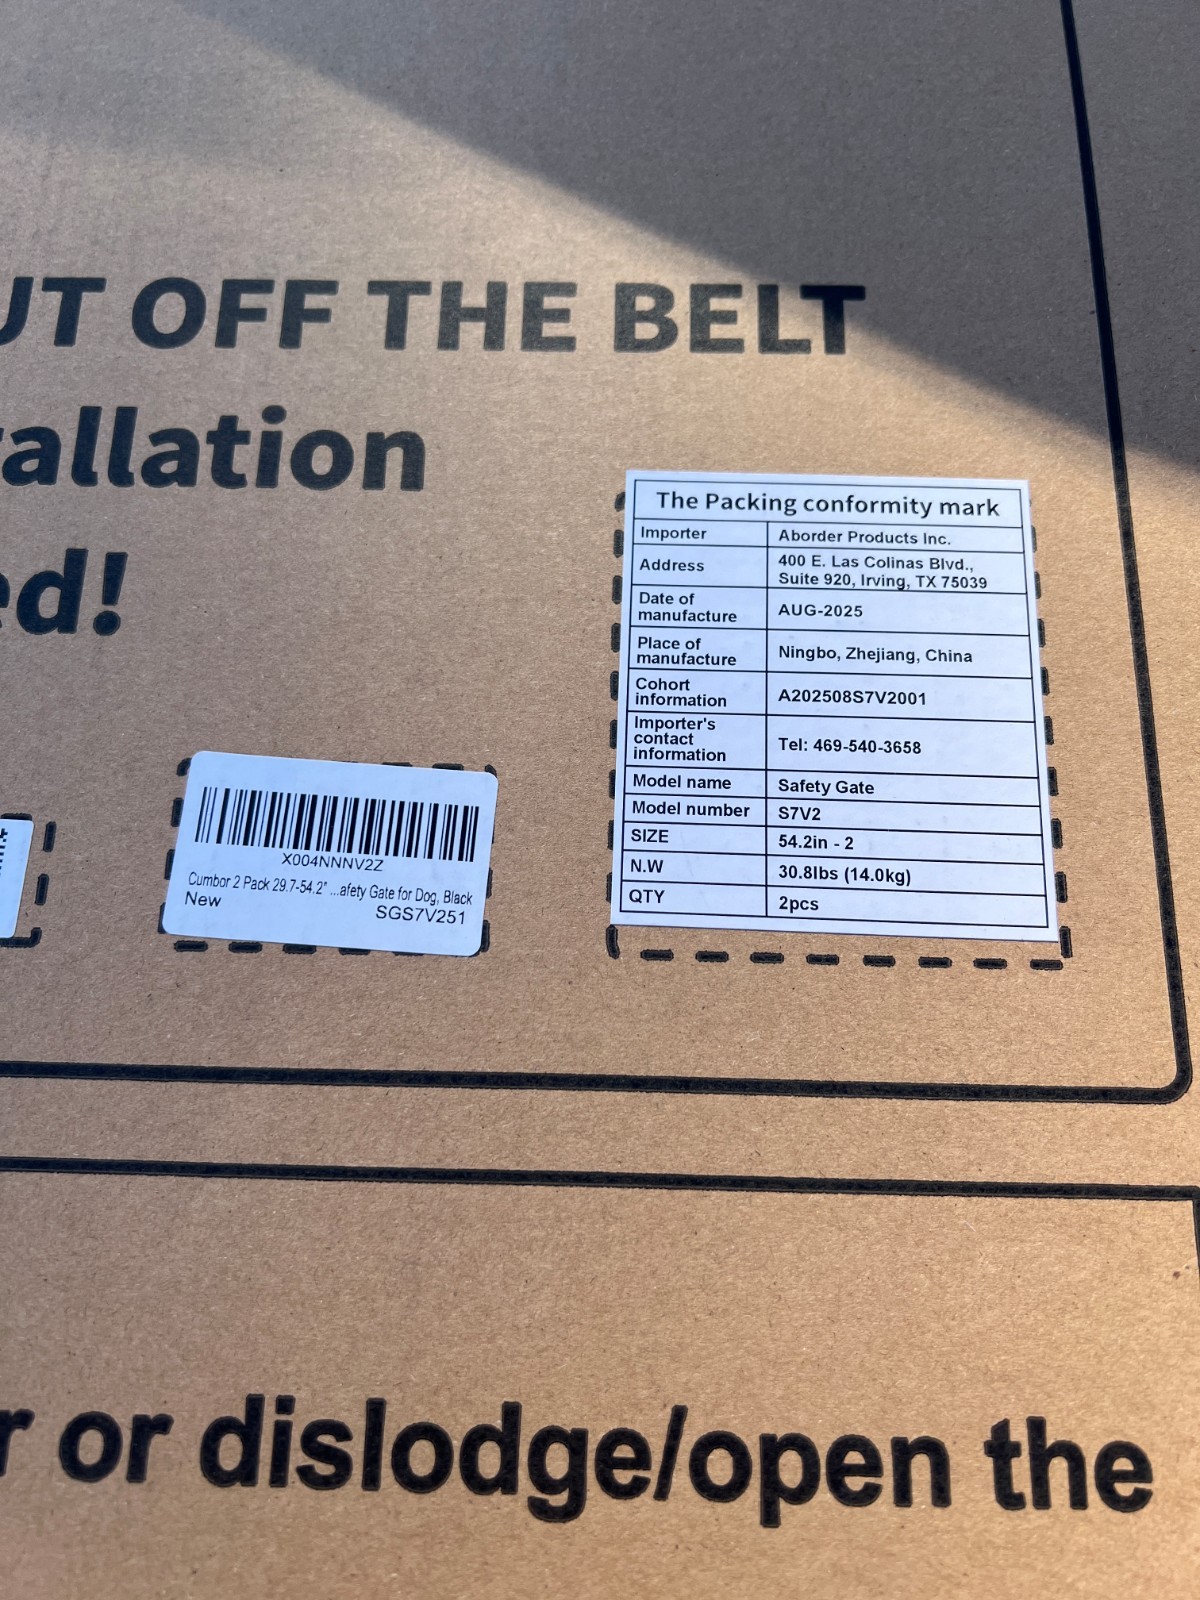 UT OFF THE BELT
tallation
ed!
The Packing conformity mark
Importer Aborder Products Inc.
Address 400 E. Las Colinas Blvd.,
Suite 920, Irving, TX 75039
Date of
manufacture AUG-2025
Place of
manufacture Ningbo, Zhejiang, China
Cohort
information A202508S7V2001
Importer's
contact
information Tel: 469-540-3658
Model name Safety Gate
Model number S7V2
SIZE 54.2in - 2
N.W 30.8lbs (14.0kg)
QTY 2pcs
X004NNNV2Z
Cumbor 2 Pack 29.7-54.2" ...afety Gate for Dog, Black
New SGS7V251
r or dislodge/open the